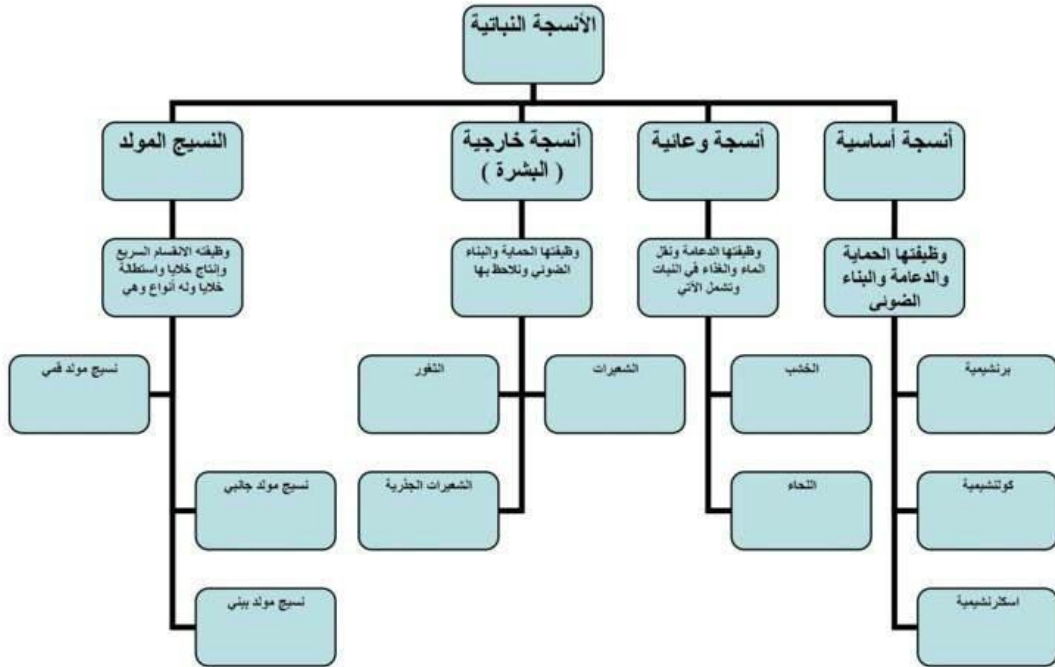 الأنسجة النباتية
أنسجة أساسية
أنسجة وعائية
أنسجة خارجية
( البشرة )
النسيج المولد
وظيفتها الحماية
والدعامة والبناء
الضوئى
وظيفتها الدعامة ونقل
الماء والغذاء في النبات
وتشمل الآتي
وظيفتها الحماية والبناء
الضوئي ونلاحظ بها
وظيفته الانقسام السريع
وإنتاج خلايا واستطالة
خلايا وله أنواع وهي
برنشيمية
الخشب
الشعيرات
الثغور
نسيج مولد قمي
كولنشيمية
اللحاء
الشعيرات الجذرية
نسيج مولد جانبي
اسكلرنشيمية
نسيج مولد بيني